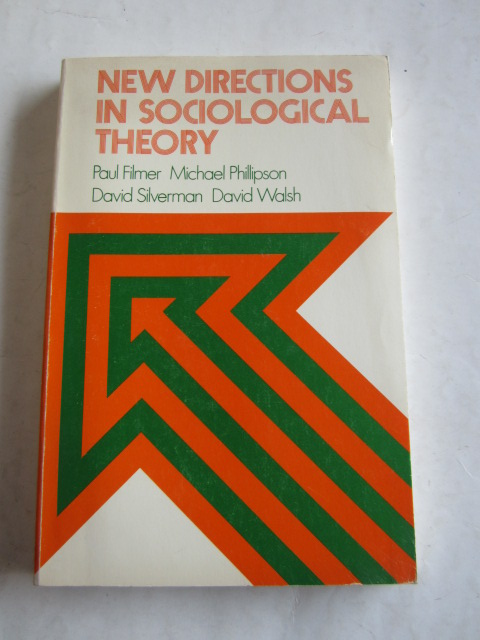 NEW DIRECTIONS
IN SOCIOLOGICAL
THEORY
Paul Filmer Michael Phillipson
David Silverman David Walsh